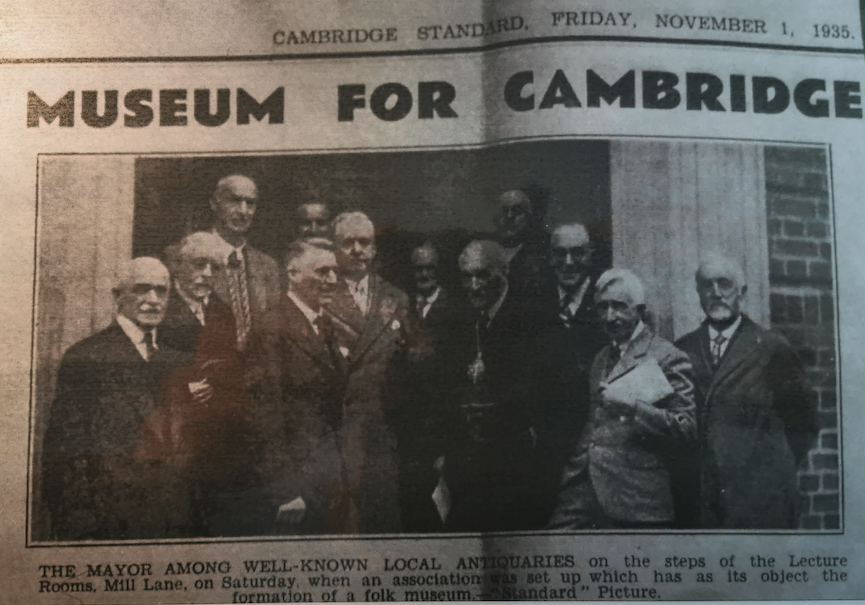 CAMBRIDGE STANDARD, FRIDAY, NOVEMBER 1, 1935.
MUSEUM FOR CAMBRIDGE
THE MAYOR AMONG WELL-KNOWN LOCAL ANTIQUARIES on the steps of the Lecture
Rooms, Mill Lane, on Saturday, when an association was set up which has as its object the
formation of a folk museum.—"Standard" Picture.